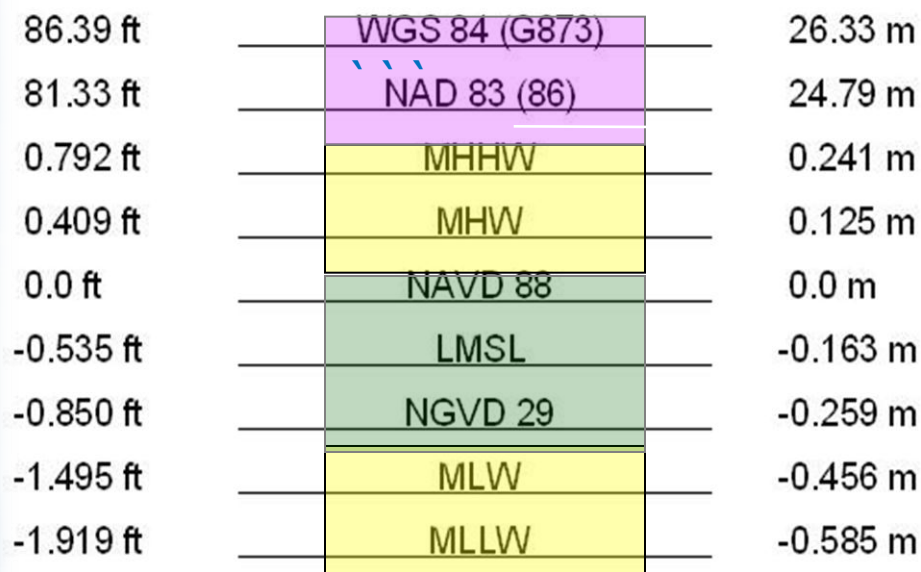 86.39 ft WGS 84 (G873) 26.33 m
81.33 ft NAD 83 (86) 24.79 m
0.792 ft MHHW 0.241 m
0.409 ft MHW 0.125 m
0.0 ft NAVD 88 0.0 m
-0.535 ft LMSL -0.163 m
-0.850 ft NGVD 29 -0.259 m
-1.495 ft MLW -0.456 m
-1.919 ft MLLW -0.585 m